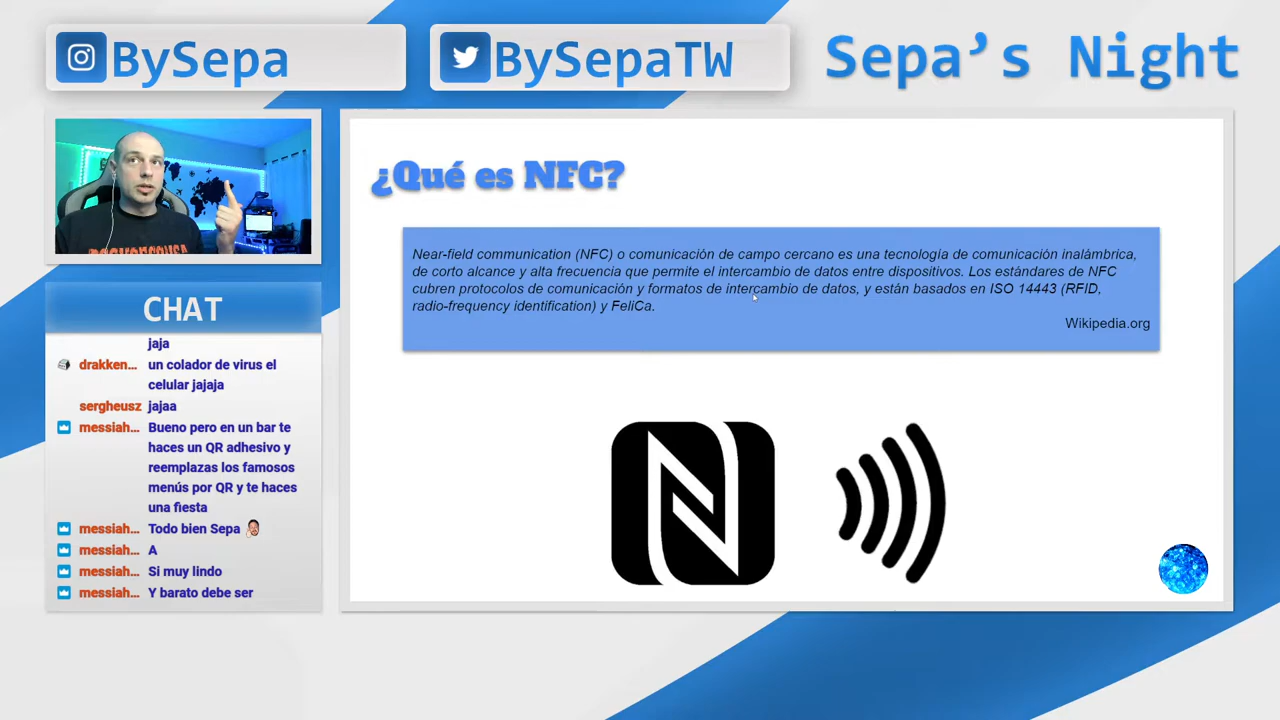 BySepa
BySepaTW
Sepa's Night
¿Qué es NFC?
Near-field communication (NFC) o comunicación de campo cercano es una tecnología de comunicación inalámbrica,
de corto alcance y alta frecuencia que permite el intercambio de datos entre dispositivos. Los estándares de NFC
cubren protocolos de comunicación y formatos de intercambio de datos, y están basados en ISO 14443 (RFID,
radio-frequency identification) y FeliCa.
Wikipedia.org
CHAT
jaja
drakken... un colador de virus el
celular jajaja
sergheusz jajaa
messiah... Bueno pero en un bar te
haces un QR adhesivo y
reemplazas los famosos
menús por QR y te haces
una fiesta
messiah... Todo bien Sepa
messiah... A
messiah... Si muy lindo
messiah... Y barato debe ser